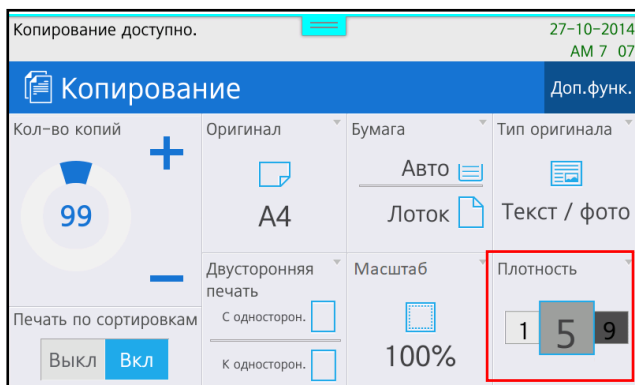 Копирование доступно.
27-10-2014
AM 7 07
Копирование
Доп.функ.
Кол-во копий
99
Оригинал
A4
Бумага
Авто
Лоток
Тип оригинала
Текст / фото
Печать по сортировкам
Выкл Вкл
Двусторонняя
печать
С односторон.
К односторон.
Масштаб
100%
Плотность
1 5 9